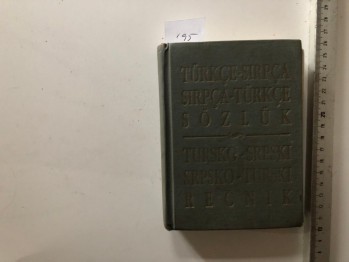 195
TÜRKÇE-SIRPÇA
SIRPÇA-TÜRKÇE
SÖZLÜK
TURSKO-SRPSKI
SRPSKO-TURSKI
REČNIK